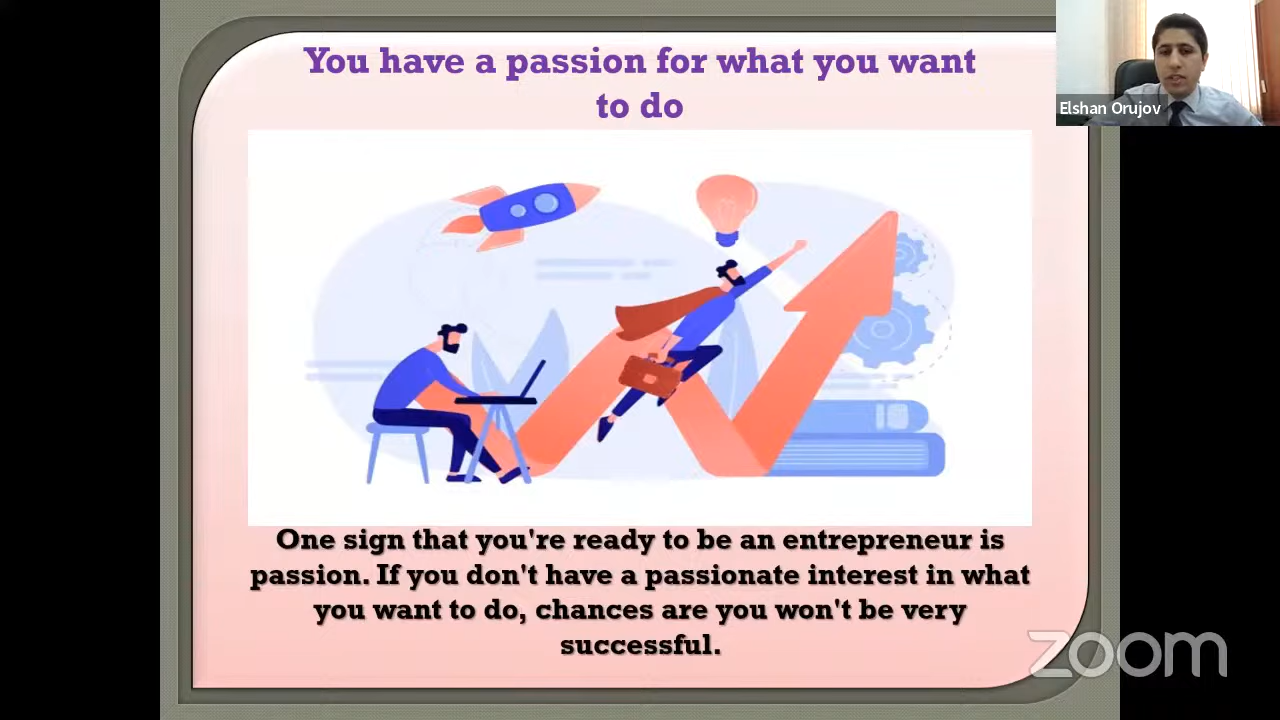 You have a passion for what you want
to do
Elshan Orujov
One sign that you're ready to be an entrepreneur is
passion. If you don't have a passionate interest in what
you want to do, chances are you won't be very
successful.
zoom